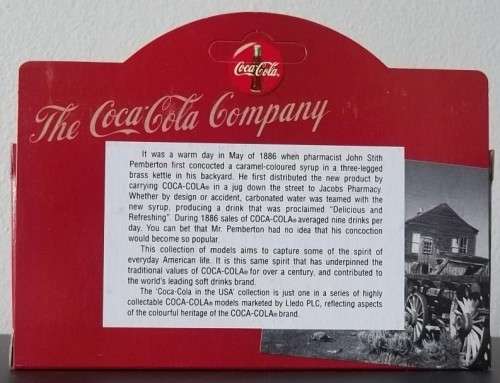 Coca-Cola
The Coca-Cola Company
It was a warm day in May of 1886 when pharmacist John Stith
Pemberton first concocted a caramel-coloured syrup in a three-legged
brass kettle in his backyard. He first distributed the new product by
carrying COCA-COLA® in a jug down the street to Jacobs Pharmacy.
Whether by design or accident, carbonated water was teamed with the
new syrup, producing a drink that was proclaimed "Delicious and
Refreshing". During 1886 sales of COCA-COLA® averaged nine drinks per
day. You can bet that Mr. Pemberton had no idea that his concoction
would become so popular.
This collection of models aims to capture some of the spirit of
everyday American life. It is this same spirit that has underpinned the
traditional values of COCA-COLA® for over a century, and contributed to
the world's leading soft drinks brand.
The 'Coca-Cola in the USA' collection is just one in a series of highly
collectable COCA-COLA® models marketed by Lledo PLC, reflecting aspects
of the colourful heritage of the COCA-COLA® brand.